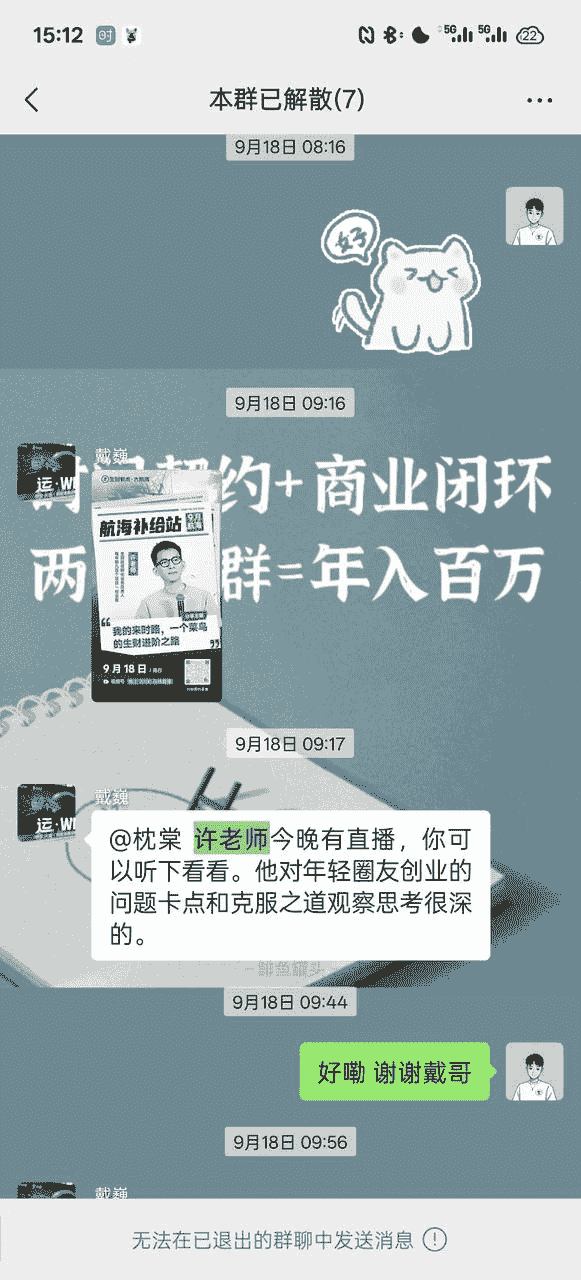 15:12
22
本群已解散(7)
9月18日 08:16
好
9月18日 09:16
戴巍
运·WI
契约+商业闭环
两
群=年入百万
航海补给站
我的来时路，一个菜鸟
的生财进阶之路
9月18日
9月18日 09:17
戴巍
运·WI
@枕棠 许老师今晚有直播，你可
以听下看看。他对年轻圈友创业的
问题卡点和克服之道观察思考很深
的。
9月18日 09:44
好嘞 谢谢戴哥
9月18日 09:56
戴巍
无法在已退出的群聊中发送消息